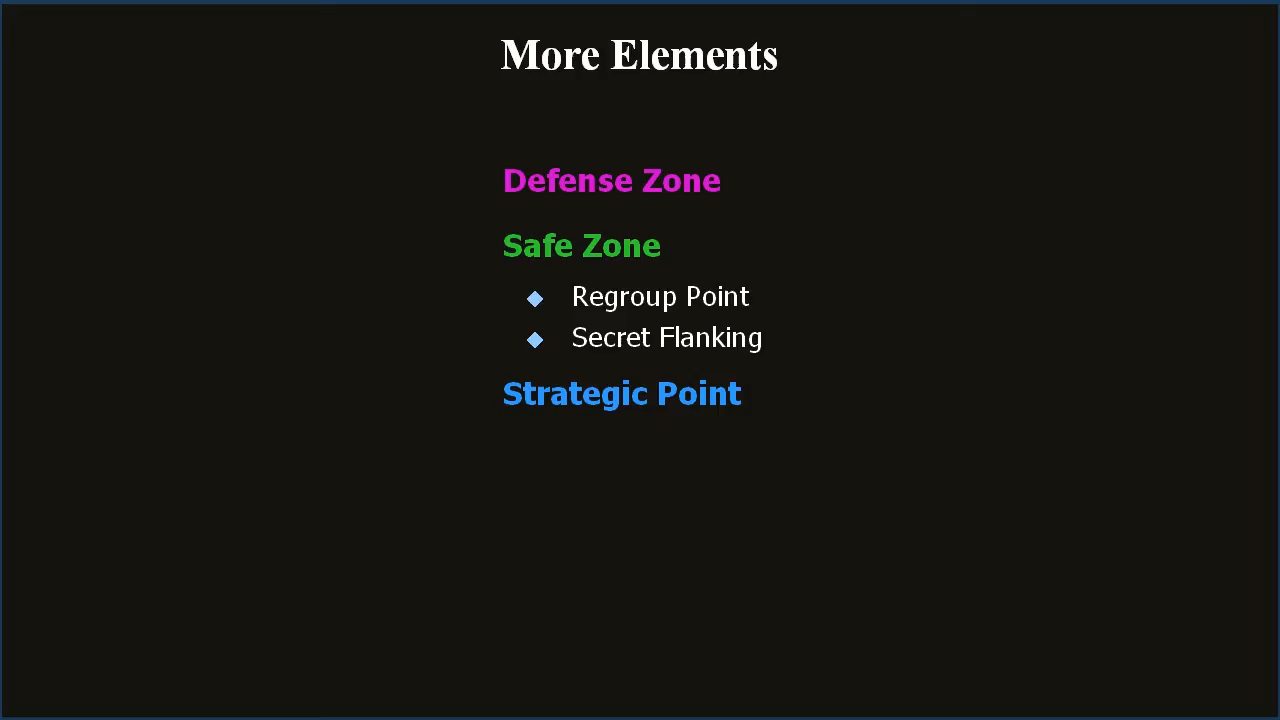 More Elements
Defense Zone
Safe Zone
Regroup Point
Secret Flanking
Strategic Point